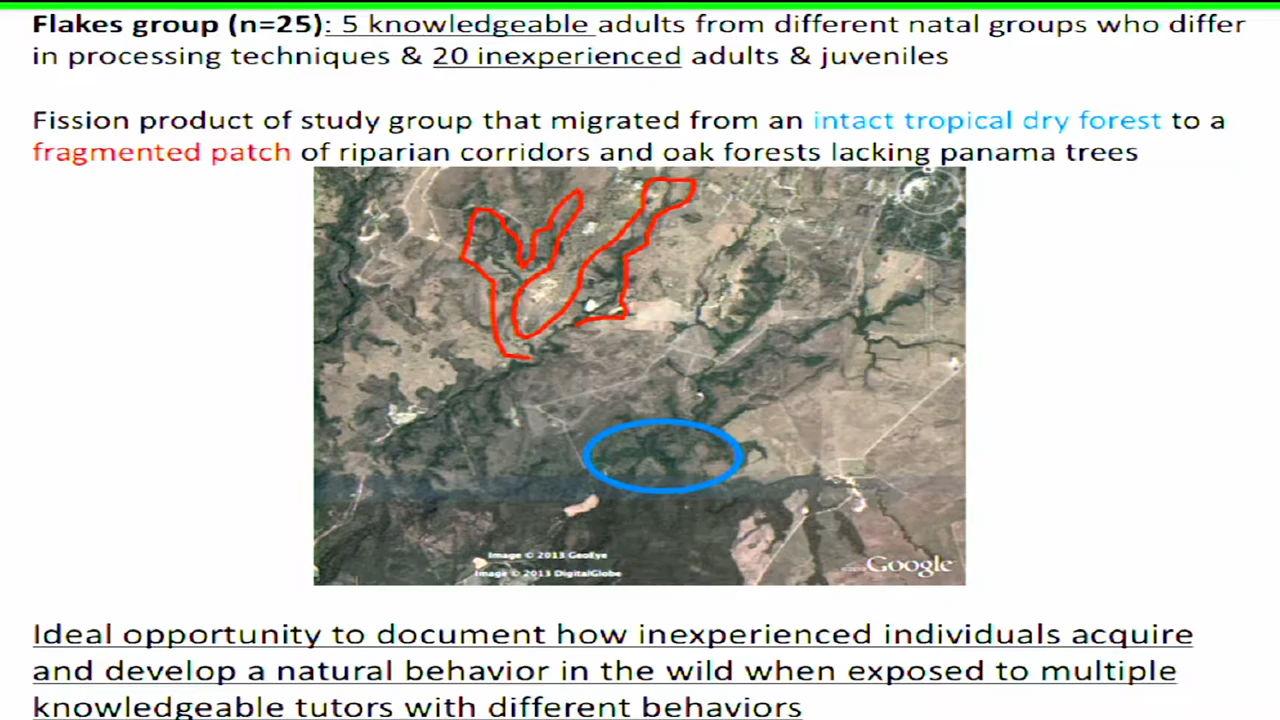 Flakes group (n=25): 5 knowledgeable adults from different natal groups who differ
in processing techniques & 20 inexperienced adults & juveniles
Fission product of study group that migrated from an intact tropical dry forest to a
fragmented patch of riparian corridors and oak forests lacking panama trees
Image © 2013 GeoEye
Image © 2013 DigitalGlobe
Google
Ideal opportunity to document how inexperienced individuals acquire
and develop a natural behavior in the wild when exposed to multiple
knowledgeable tutors with different behaviors